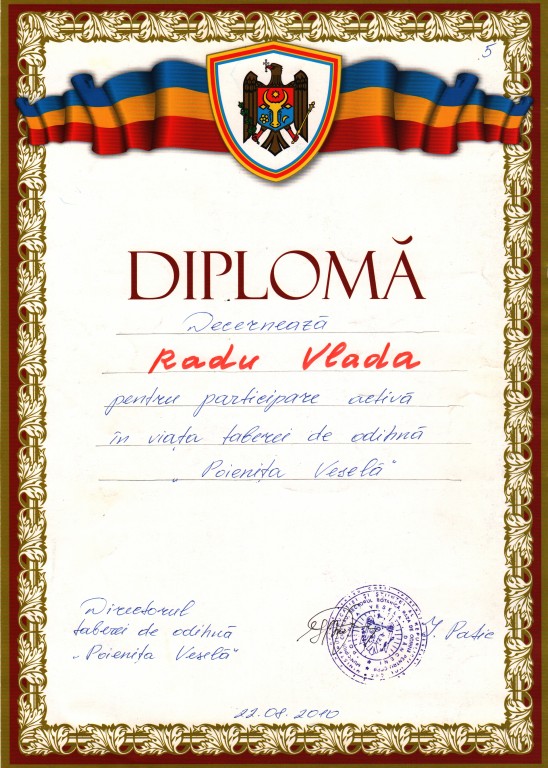 5
DIPLOMĂ
Decernează
Radu Vlada
pentru participare activă
în viața taberei de odihnă
„Poienița Veselă"
Directorul
taberei de odihnă
„Poienița Veselă"
22.08.2010